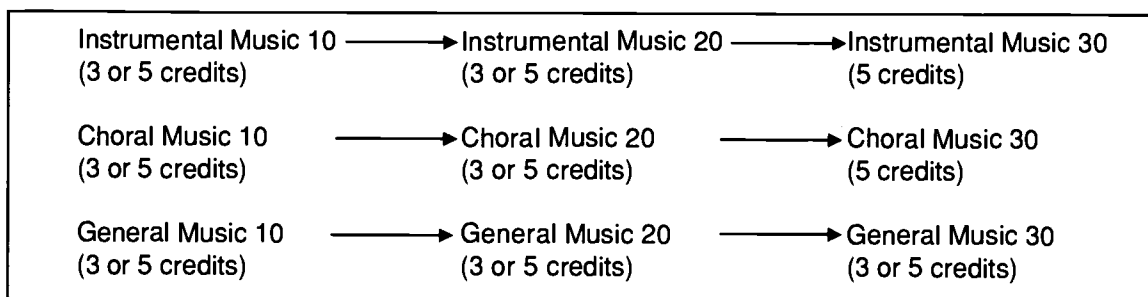 Instrumental Music 10 Instrumental Music 20 Instrumental Music 30
(3 or 5 credits) (3 or 5 credits) (5 credits)
Choral Music 10 Choral Music 20 Choral Music 30
(3 or 5 credits) (3 or 5 credits) (5 credits)
General Music 10 General Music 20 General Music 30
(3 or 5 credits) (3 or 5 credits) (3 or 5 credits)